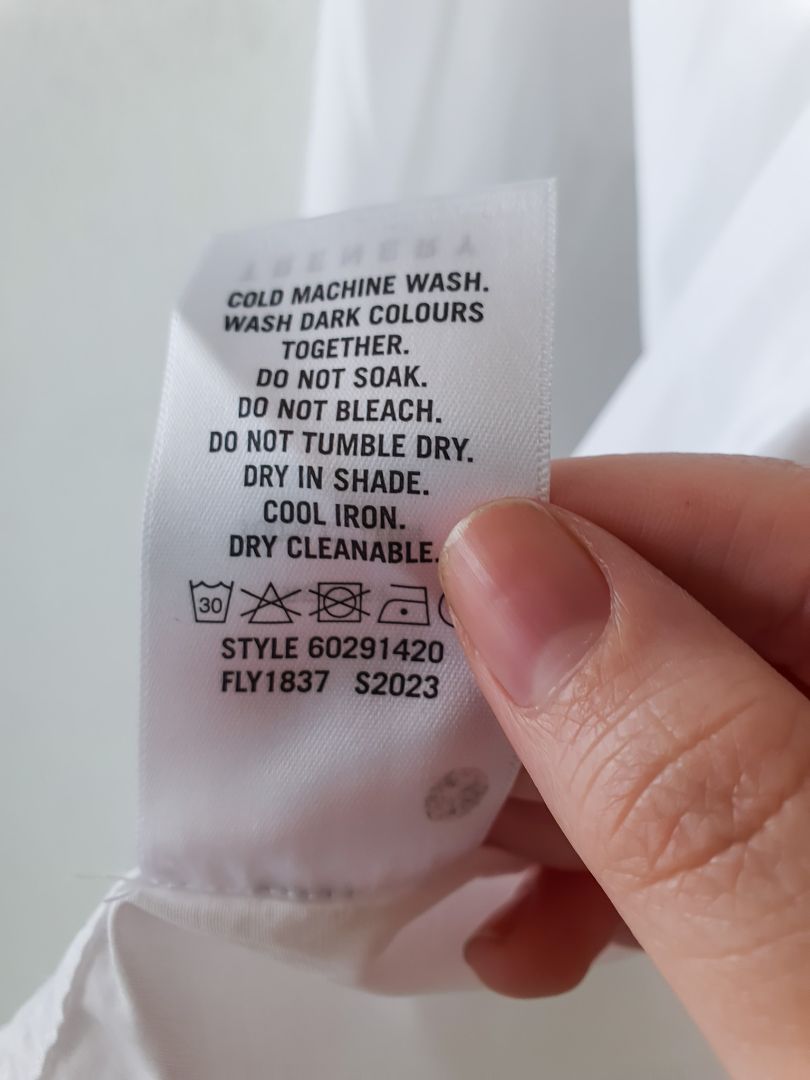 COLD MACHINE WASH.
WASH DARK COLOURS
TOGETHER.
DO NOT SOAK.
DO NOT BLEACH.
DO NOT TUMBLE DRY.
DRY IN SHADE.
COOL IRON.
DRY CLEANABLE.
30
STYLE 60291420
FLY1837 S2023